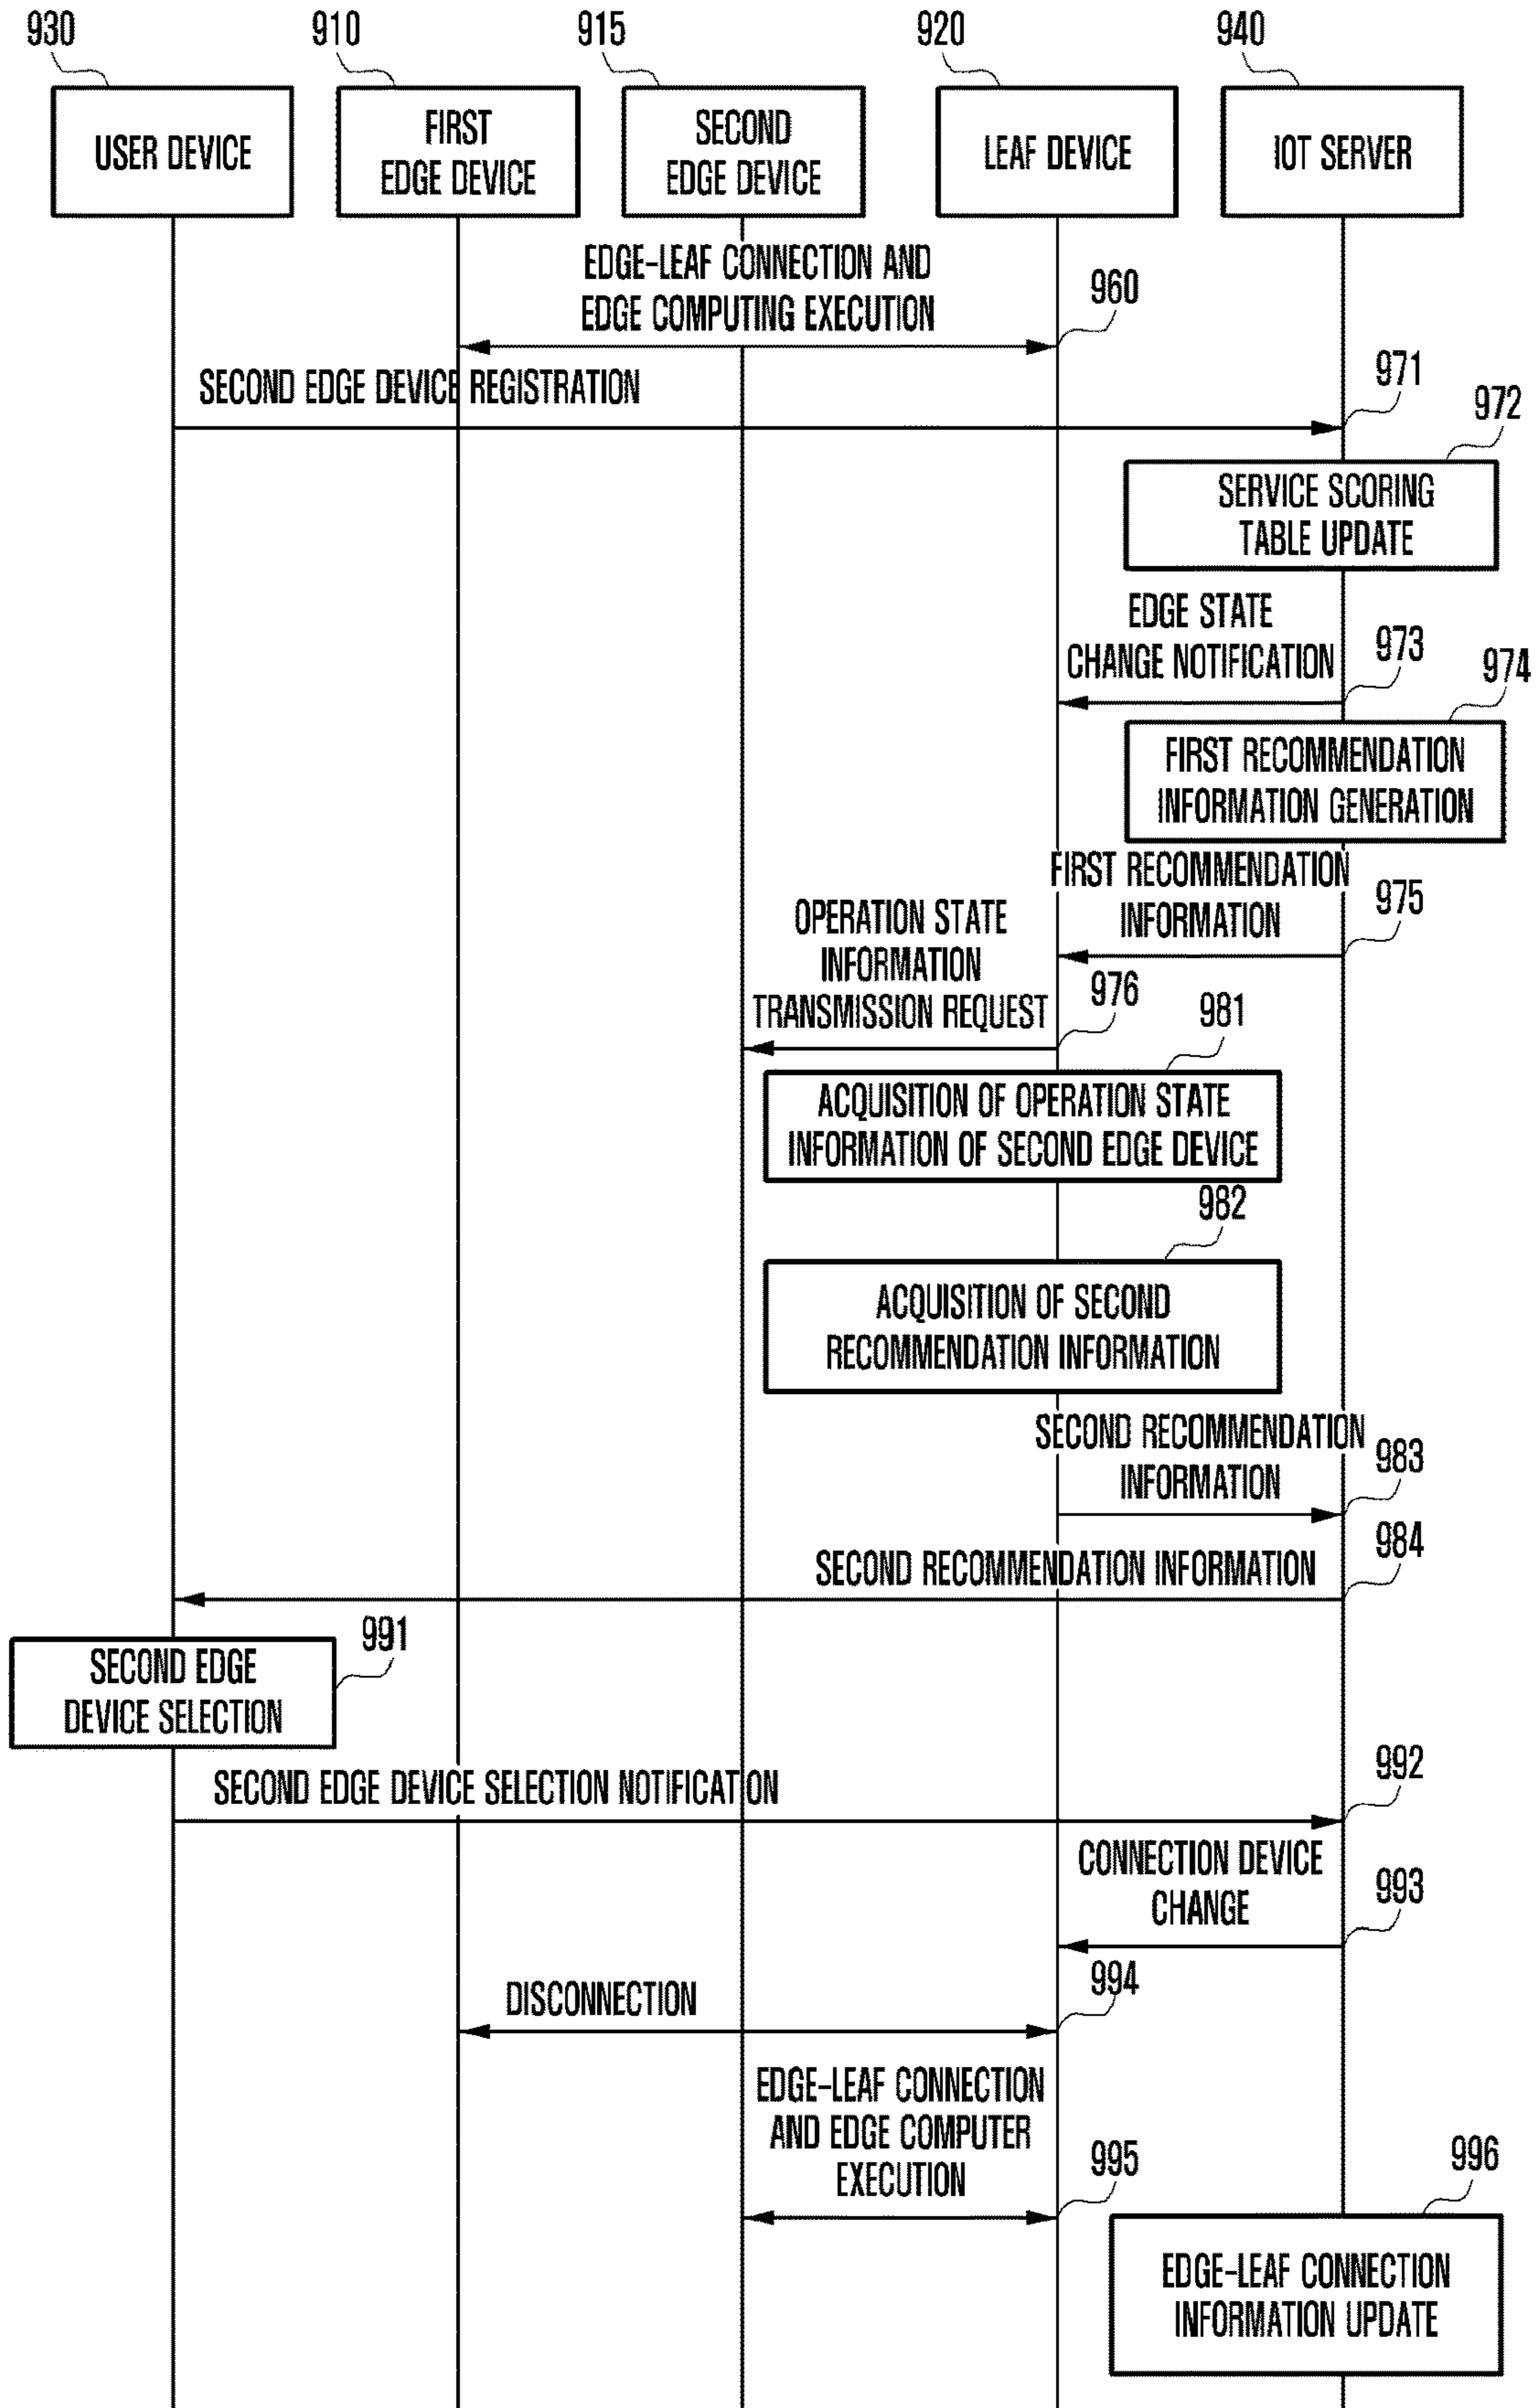 930
910
915
920
940
USER DEVICE
FIRST
EDGE DEVICE
SECOND
EDGE DEVICE
LEAF DEVICE
IOT SERVER
EDGE-LEAF CONNECTION AND
EDGE COMPUTING EXECUTION
960
SECOND EDGE DEVICE REGISTRATION
971
972
SERVICE SCORING
TABLE UPDATE
EDGE STATE
CHANGE NOTIFICATION
973
974
FIRST RECOMMENDATION
INFORMATION GENERATION
FIRST RECOMMENDATION
INFORMATION
975
OPERATION STATE
INFORMATION
TRANSMISSION REQUEST
976
981
ACQUISITION OF OPERATION STATE
INFORMATION OF SECOND EDGE DEVICE
982
ACQUISITION OF SECOND
RECOMMENDATION INFORMATION
SECOND RECOMMENDATION
INFORMATION
983
SECOND RECOMMENDATION INFORMATION
984
991
SECOND EDGE
DEVICE SELECTION
SECOND EDGE DEVICE SELECTION NOTIFICATION
992
CONNECTION DEVICE
CHANGE
993
DISCONNECTION
994
EDGE-LEAF CONNECTION
AND EDGE COMPUTER
EXECUTION
995
996
EDGE-LEAF CONNECTION
INFORMATION UPDATE